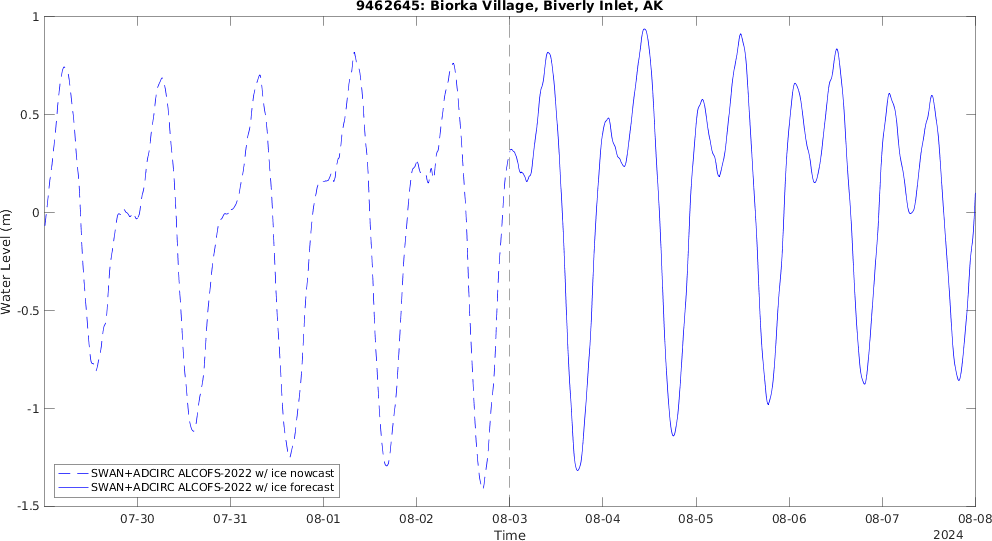 9462645: Biorka Village, Biverly Inlet, AK
Water Level (m)
1
0.5
0
-0.5
-1
-1.5
SWAN+ADCIRC ALCOFS-2022 w/ ice nowcast
SWAN+ADCIRC ALCOFS-2022 w/ ice forecast
07-30 07-31 08-01 08-02 08-03 08-04 08-05 08-06 08-07 08-08
Time
2024